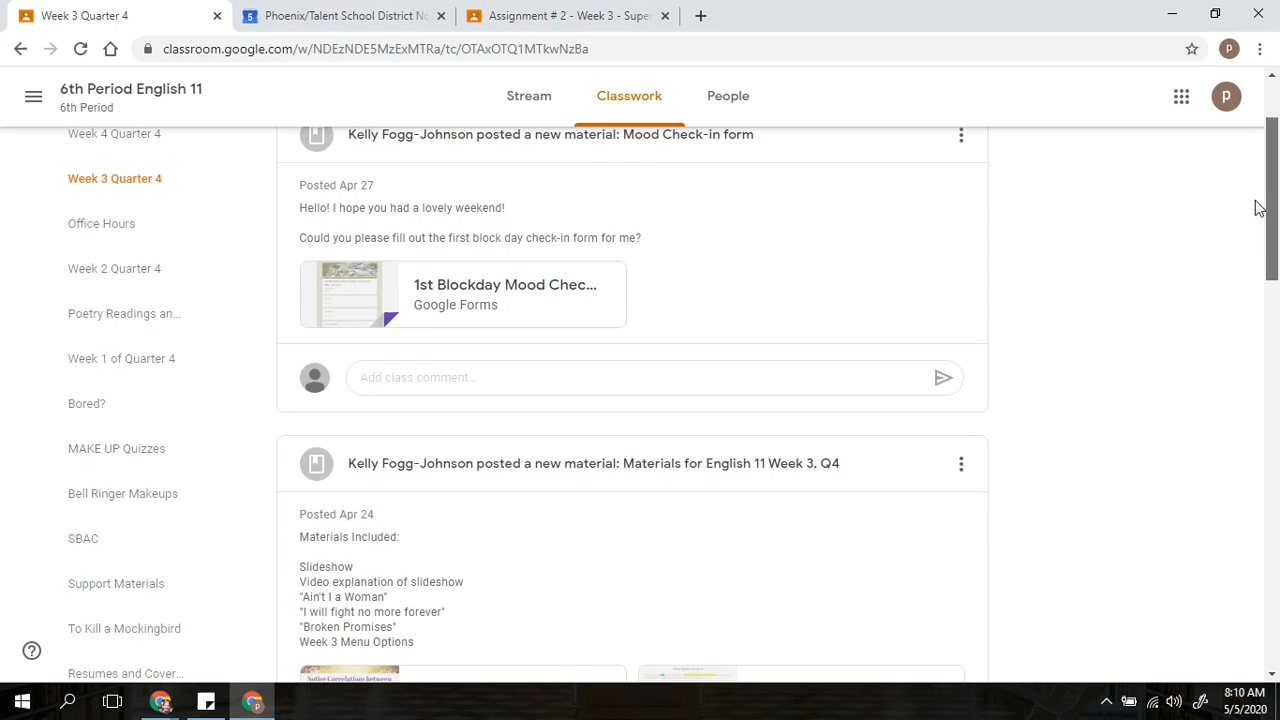 Week 3 Quarter 4
Phoenix/Talent School District No
Assignment # 2 - Week 3 - Super
classroom.google.com/w/NDEzNDE5MzExMTRa/tc/OTAxOTQ1MTkwNzBa
P
6th Period English 11
6th Period
Stream
Classwork
People
P
Week 4 Quarter 4
Week 3 Quarter 4
Office Hours
Week 2 Quarter 4
Poetry Readings an...
Week 1 of Quarter 4
Bored?
MAKE UP Quizzes
Bell Ringer Makeups
SBAC
Support Materials
To Kill a Mockingbird
Resumes and Cover...
Kelly Fogg-Johnson posted a new material: Mood Check-in form
Posted Apr 27
Hello! I hope you had a lovely weekend!
Could you please fill out the first block day check-in form for me?
1st Blockday Mood Chec...
Google Forms
Add class comment...
Kelly Fogg-Johnson posted a new material: Materials for English 11 Week 3, Q4
Posted Apr 24
Materials Included:
Slideshow
Video explanation of slideshow
"Ain't I a Woman"
"I will fight no more forever"
"Broken Promises"
Week 3 Menu Options
Notice Correlations between
8:10 AM
5/5/2020